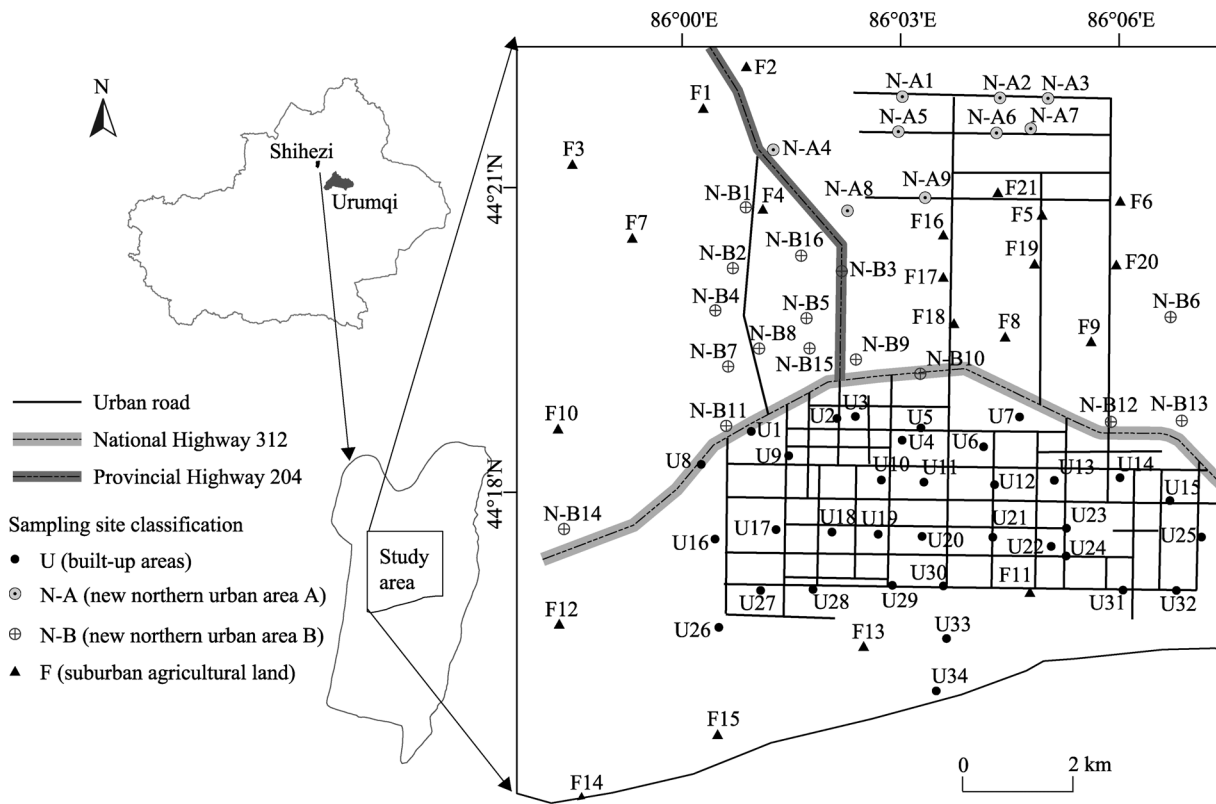 86°00'E 86°03'E 86°06'E
N
Shihezi
Urumqi
44°21'N
44°18'N
F2
F1
N-A1 N-A2 N-A3
N-A5 N-A6 N-A7
F3
N-A4
N-B1 F4 N-A8 N-A9 F21
F5 F6
F7
F16
N-B2 N-B16
N-B3 F17 F19 F20
N-B4 N-B5
F18 F8 F9 N-B6
N-B7 N-B8 N-B15 N-B9 N-B10
F10
N-B11 N-B12 N-B13
U1 U2 U3 U5 U7
U4 U6
U8 U9
U10 U11 U12 U13 U14
U15
N-B14
U16 U17 U18 U19 U20 U21 U23
U22 U24 U25
U30 F11
U27 U28 U29 U31 U32
F12
U26 F13 U33
U34
F15
F14
Urban road
National Highway 312
Provincial Highway 204
Sampling site classification
U (built-up areas)
N-A (new northern urban area A)
N-B (new northern urban area B)
F (suburban agricultural land)
Study
area
0 2 km